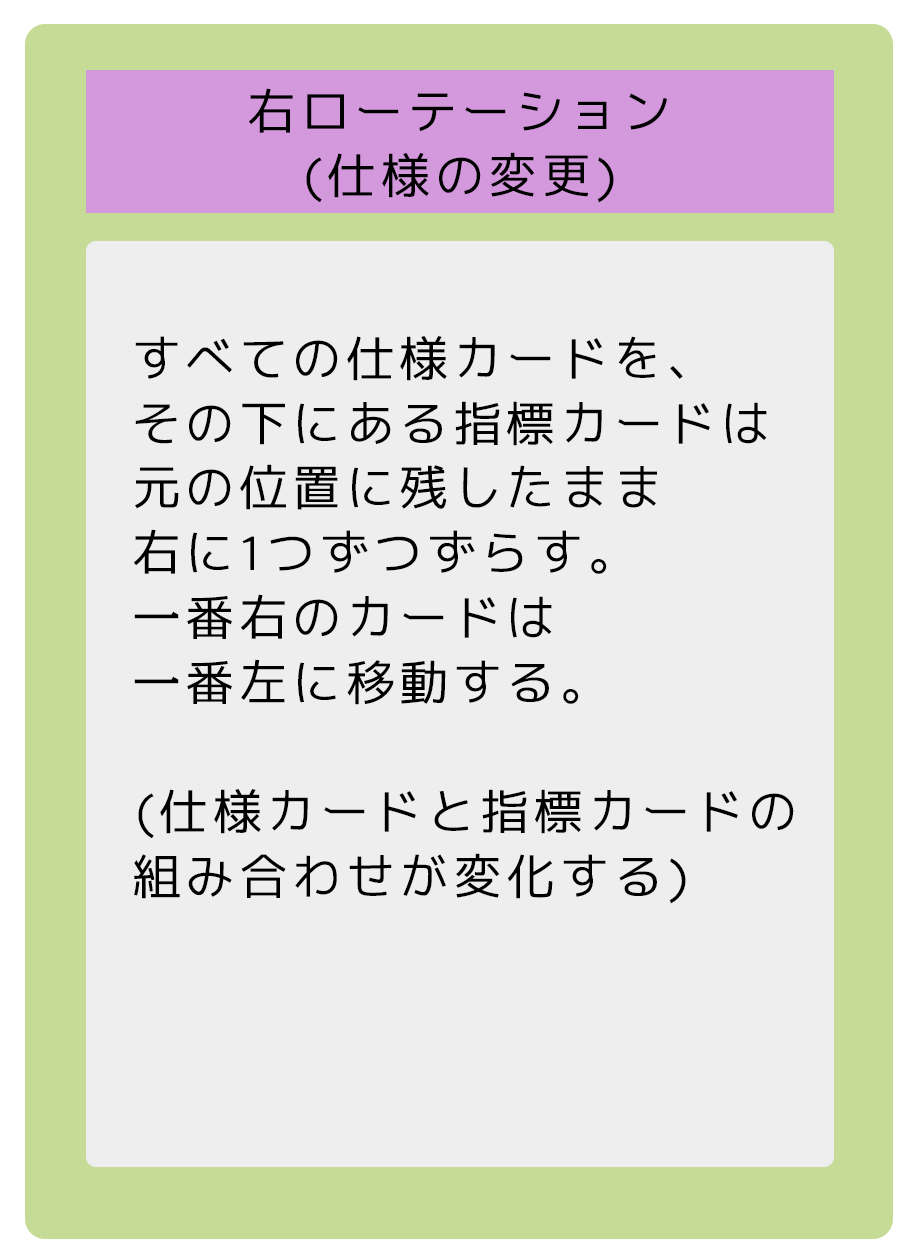 右ローテーション
(仕様の変更)
すべての仕様カードを、
その下にある指標カードは
元の位置に残したまま
右に1つずつずらす。
一番右のカードは
一番左に移動する。
(仕様カードと指標カードの
組み合わせが変化する)